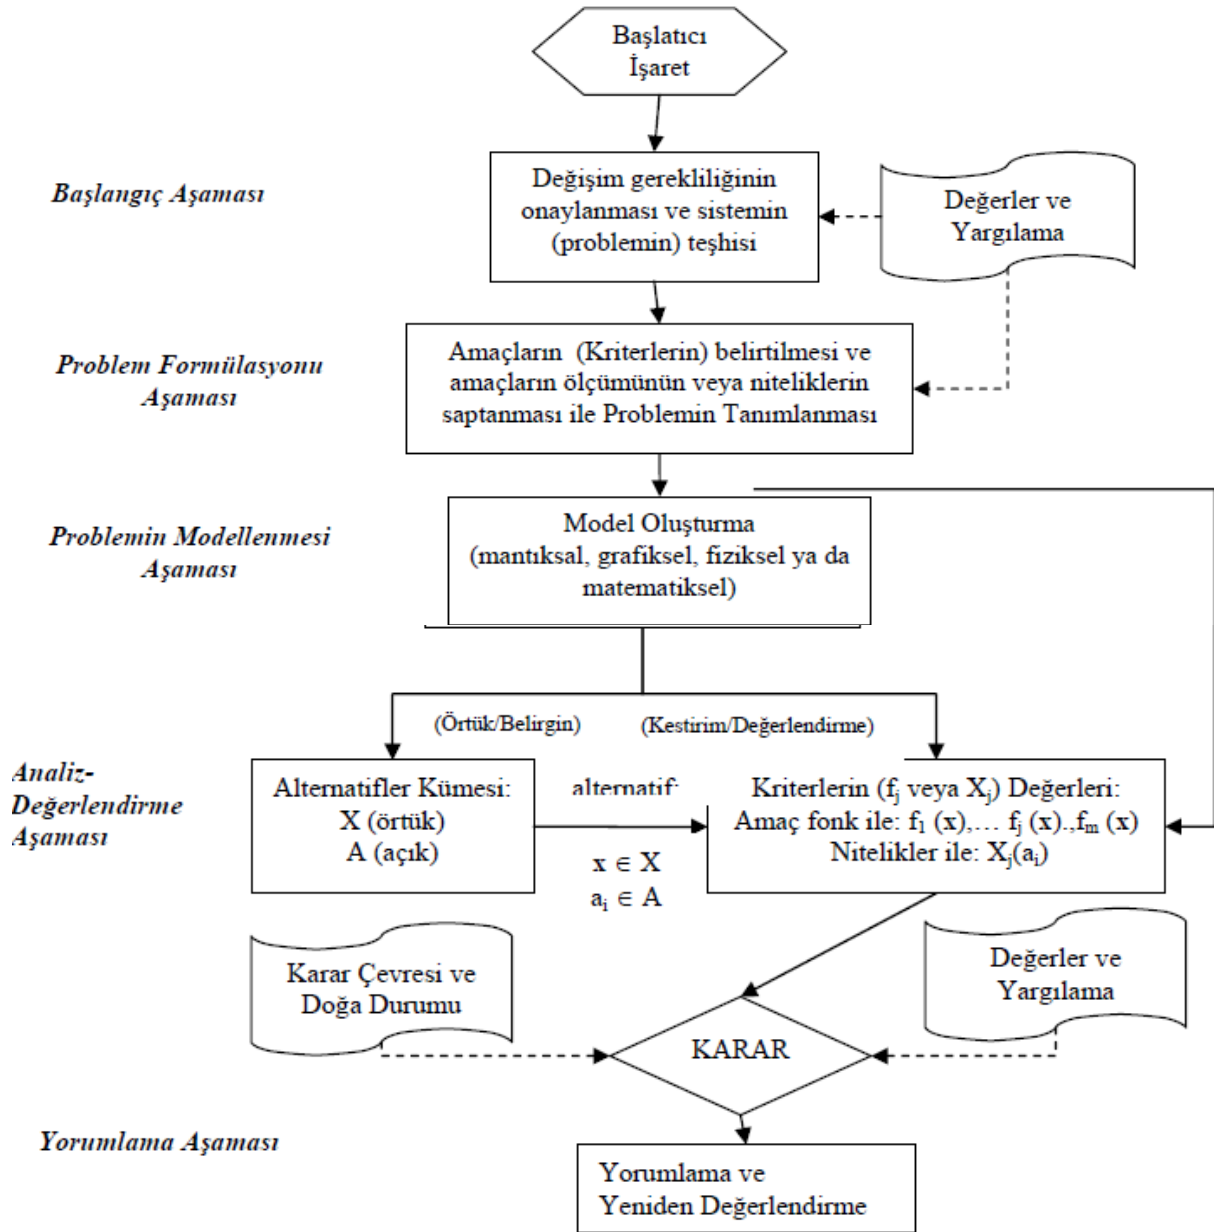 Başlatıcı
İşaret
Başlangıç Aşaması
Değişim gerekliliğinin
onaylanması ve sistemin
(problemin) teşhisi
Değerler ve
Yargılama
Problem Formülasyonu
Aşaması
Amaçların (Kriterlerin) belirtilmesi ve
amaçların ölçümünün veya niteliklerin
saptanması ile Problemin Tanımlanması
Problemin Modellenmesi
Aşaması
Model Oluşturma
(mantıksal, grafiksel, fiziksel ya da
matematiksel)
(Örtük/Belirgin)
(Kestirim/Değerlendirme)
Analiz-
Değerlendirme
Aşaması
Alternatifler Kümesi:
X (örtük)
A (açık)
alternatif:
x ∈ X
aᵢ ∈ A
Kriterlerin (fⱼ veya Xⱼ) Değerleri:
Amaç fonk ile: f₁ (x),… fⱼ (x).,fₘ (x)
Nitelikler ile: Xⱼ(aᵢ)
Karar Çevresi ve
Doğa Durumu
Değerler ve
Yargılama
KARAR
Yorumlama Aşaması
Yorumlama ve
Yeniden Değerlendirme